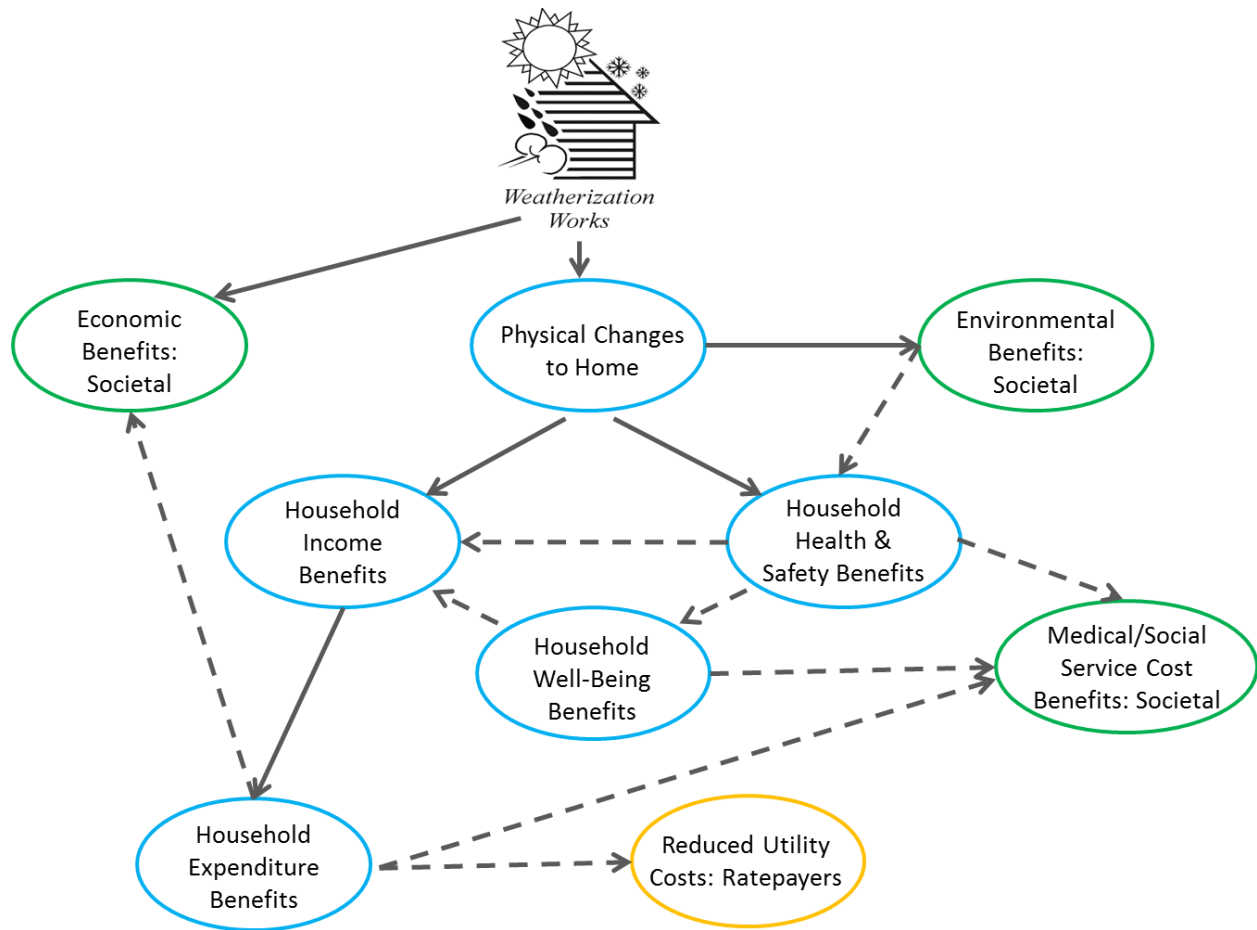 Weatherization
Works
Economic
Benefits:
Societal
Physical Changes
to Home
Environmental
Benefits:
Societal
Household
Income
Benefits
Household
Health &
Safety Benefits
Household
Well-Being
Benefits
Medical/Social
Service Cost
Benefits: Societal
Household
Expenditure
Benefits
Reduced Utility
Costs: Ratepayers